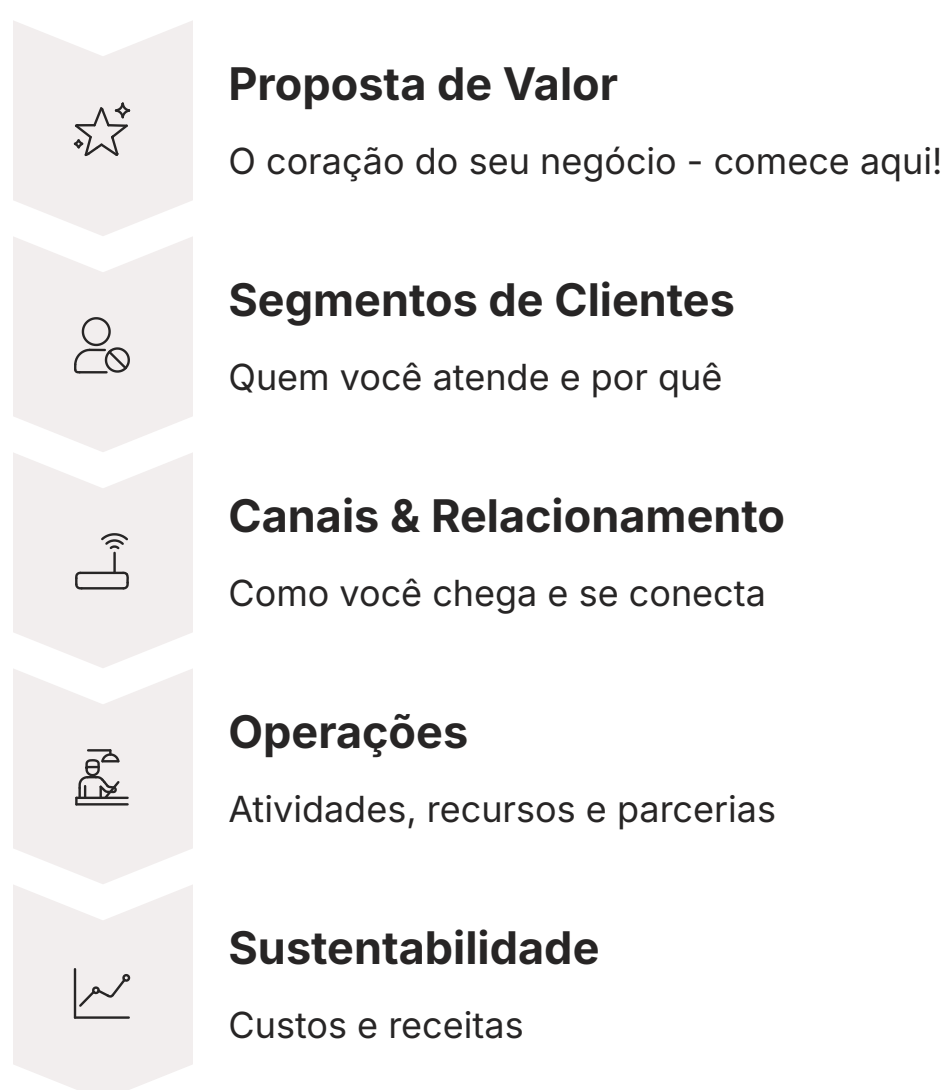 Proposta de Valor
O coração do seu negócio - comece aqui!
Segmentos de Clientes
Quem você atende e por quê
Canais & Relacionamento
Como você chega e se conecta
Operações
Atividades, recursos e parcerias
Sustentabilidade
Custos e receitas